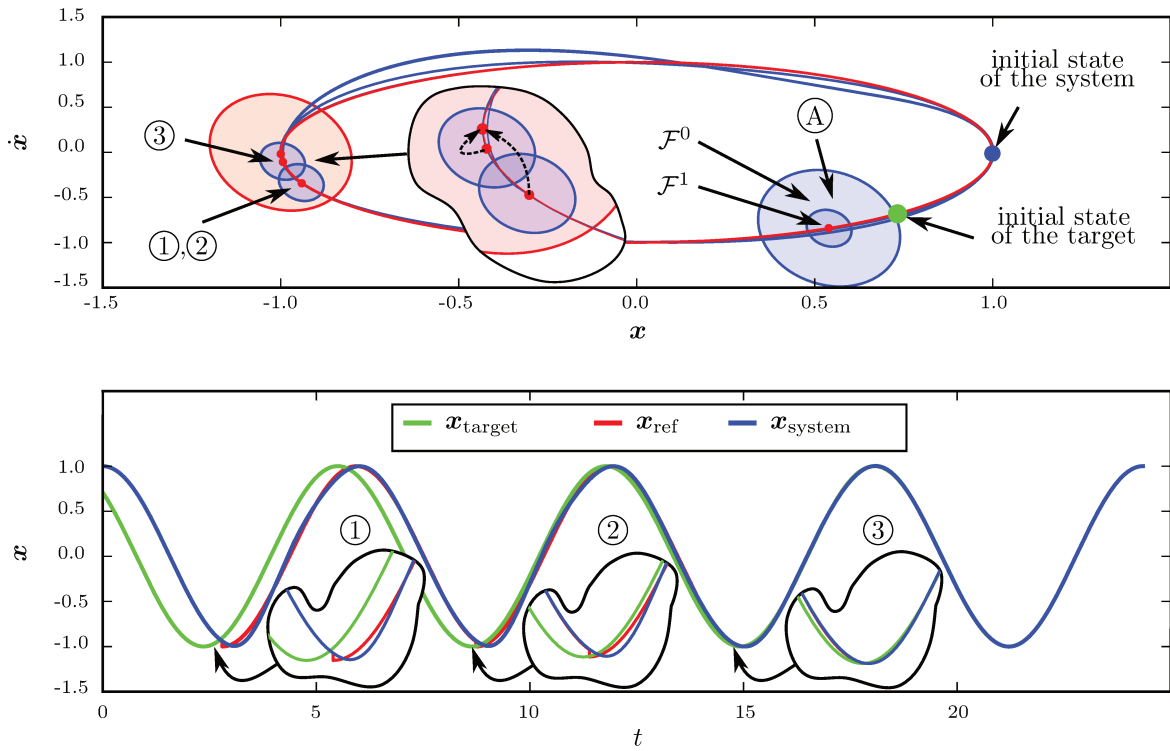 1.5
1.0
0.5
0.0
-0.5
-1.0
-1.5
ẋ
3
1,2
A
ℱ⁰
ℱ¹
initial state
of the system
initial state
of the target
-1.5 -1.0 -0.5 0.0 0.5 1.0
x
x_target x_ref x_system
1.0
0.5
0.0
-0.5
-1.0
-1.5
x
1 2 3
0 5 10 15 20
t